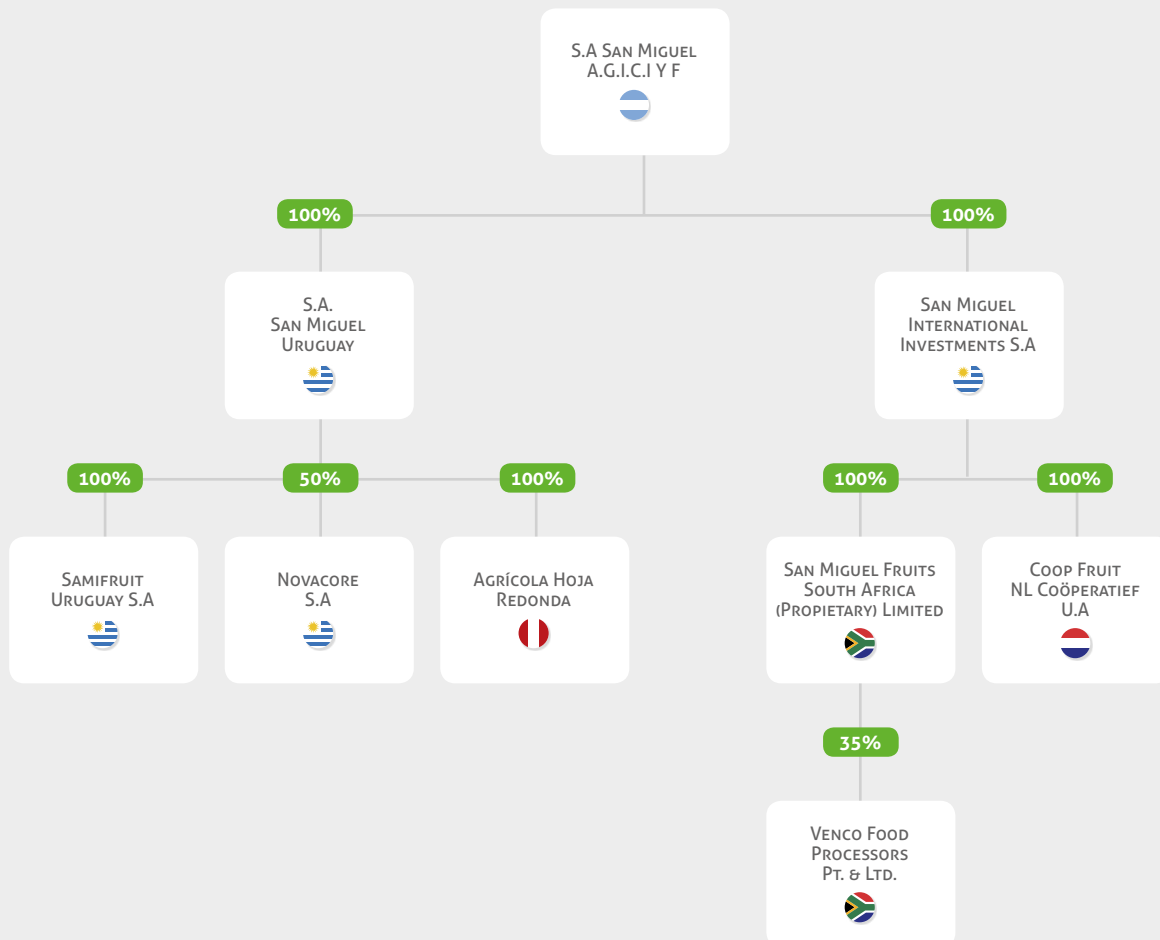 S.A San Miguel
A.G.I.C.I Y F
100%
100%
S.A.
San Miguel
Uruguay
San Miguel
International
Investments S.A
100%
50%
100%
100%
100%
Samifruit
Uruguay S.A
Novacore
S.A
Agrícola Hoja
Redonda
San Miguel Fruits
South Africa
(Propietary) Limited
Coop Fruit
NL Coöperatief
U.A
35%
Venco Food
Processors
Pt. & Ltd.